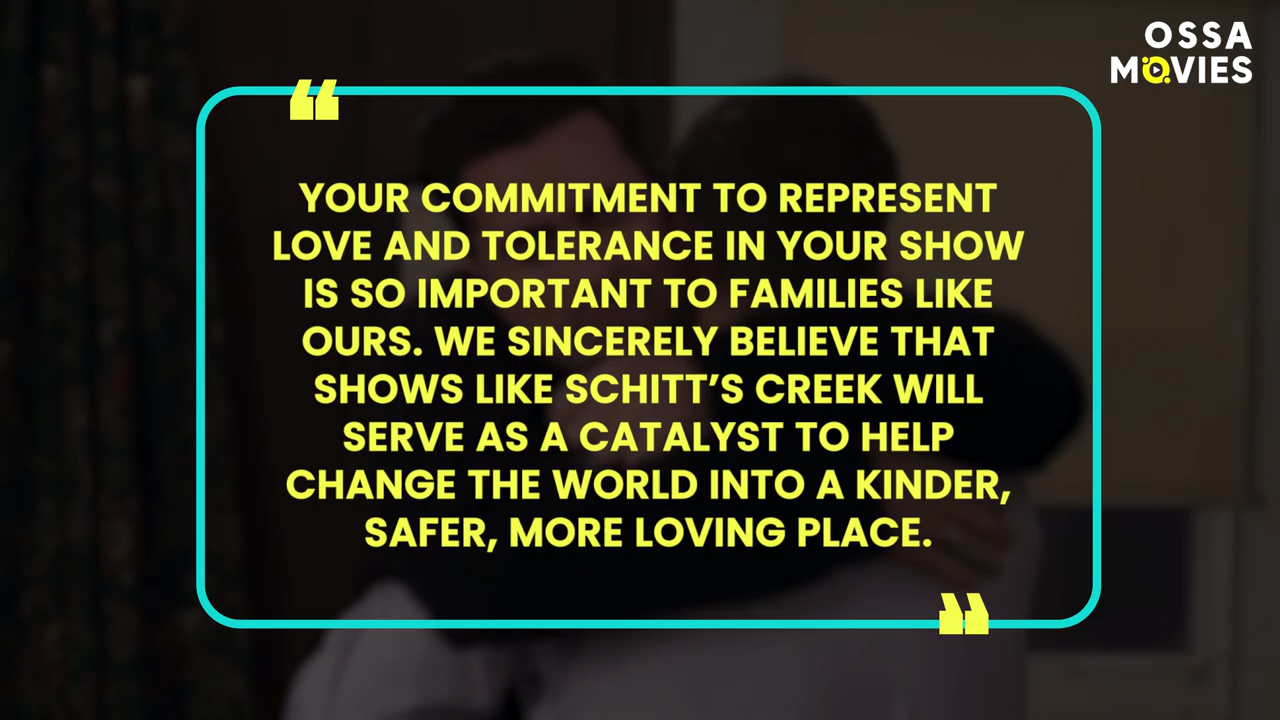 OSSA
MOVIES
“
YOUR COMMITMENT TO REPRESENT
LOVE AND TOLERANCE IN YOUR SHOW
IS SO IMPORTANT TO FAMILIES LIKE
OURS. WE SINCERELY BELIEVE THAT
SHOWS LIKE SCHITT’S CREEK WILL
SERVE AS A CATALYST TO HELP
CHANGE THE WORLD INTO A KINDER,
SAFER, MORE LOVING PLACE.
”